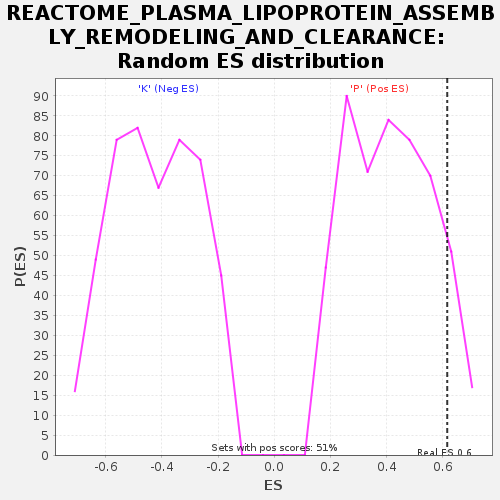 REACTOME_PLASMA_LIPOPROTEIN_ASSEMB
LY_REMODELING_AND_CLEARANCE:
Random ES distribution
'K' (Neg ES)
'P' (Pos ES)
90
85
80
75
70
65
60
55
50
45
40
35
30
25
20
15
10
5
0
P(ES)
Sets with pos scores: 51%
Real ES 0.6
-0.6
-0.4
-0.2
0.0
0.2
0.4
0.6
ES